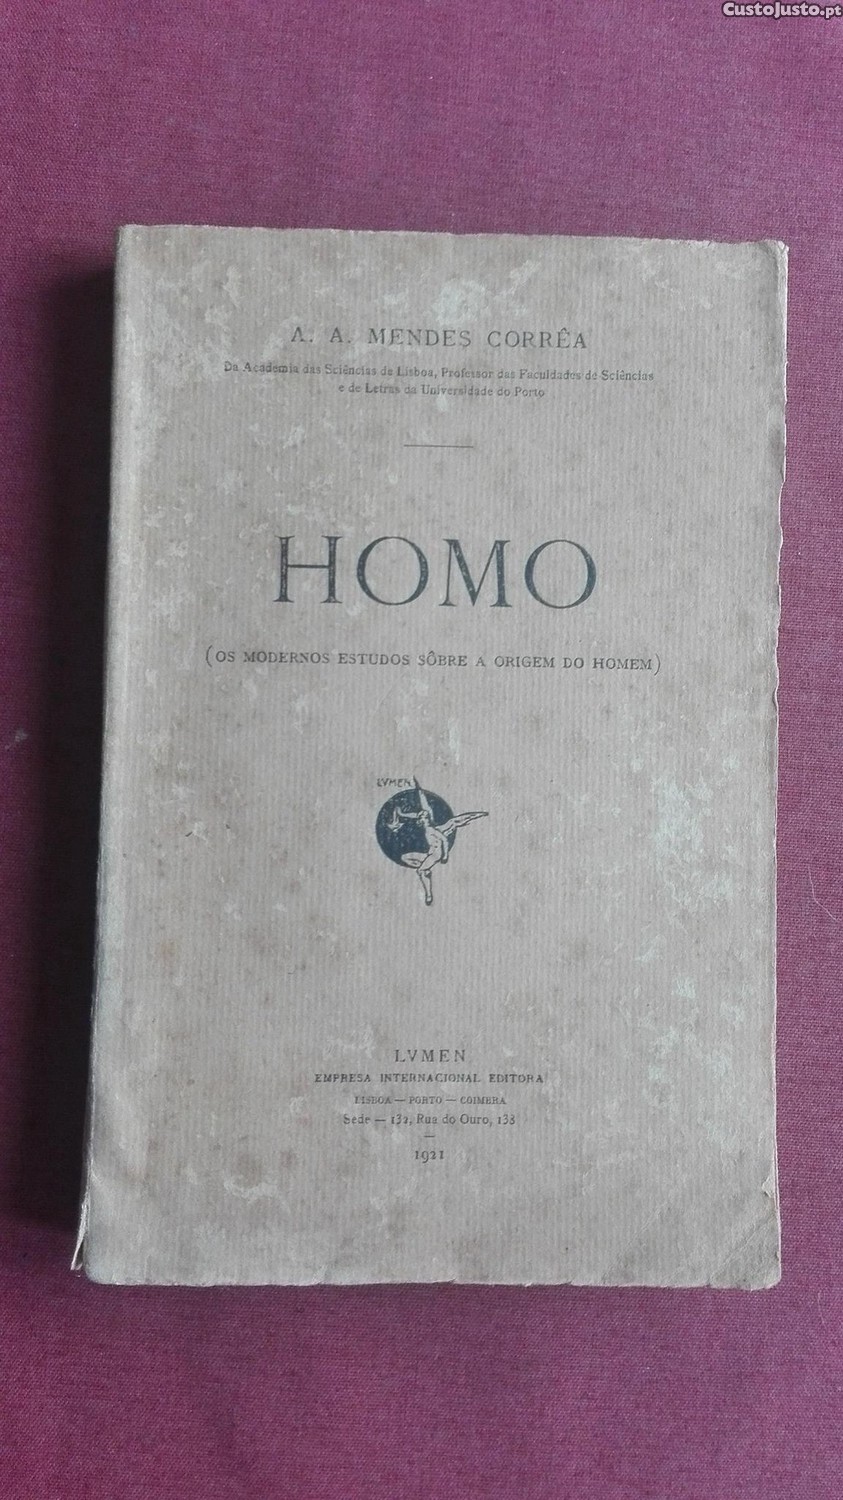 CustoJusto.pt
A. A. MENDES CORRÊA
Da Academia das Sciências de Lisboa, Professor das Faculdades de Sciências
e de Letras da Universidade do Porto
HOMO
(OS MODERNOS ESTUDOS SÔBRE A ORIGEM DO HOMEM)
LVMEN
LVMEN
EMPRESA INTERNACIONAL EDITORA
LISBOA — PORTO — COIMBRA
Sede — 132, Rua do Ouro, 138
1921